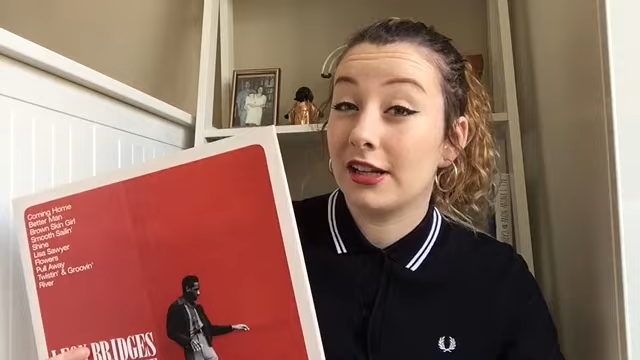 Coming Home
Better Man
Brown Skin Girl
Smooth Sailin'
Shine
Lisa Sawyer
Flowers
Pull Away
Twistin' & Groovin'
River
LEON BRIDGES